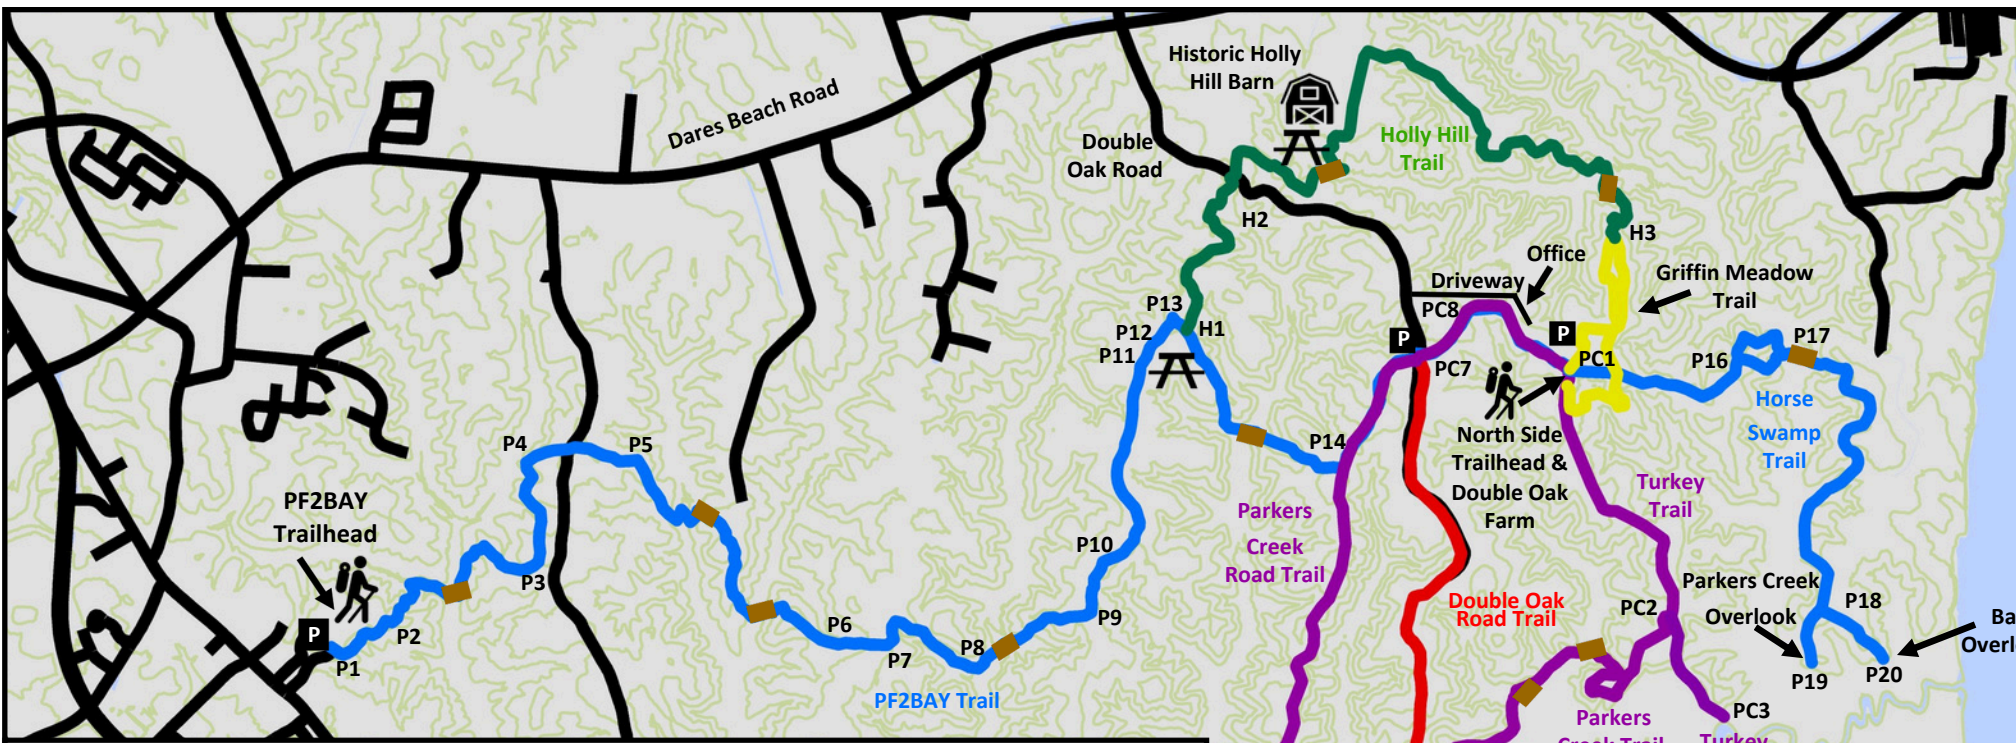 Historic Holly
Hill Barn
Dares Beach Road
Double
Oak Road
Holly Hill
Trail
H2
H3
Office
Griffin Meadow
Trail
Driveway
PC8
P13
P12
P11
H1
P
P
PC7
PC1
P16
P17
Horse
Swamp
Trail
North Side
Trailhead &
Double Oak
Farm
P4
P5
P14
PF2BAY
Trailhead
Parkers
Creek
Road Trail
Turkey
Trail
P10
P3
Double Oak
Road Trail
PC2
Parkers Creek
Overlook
P18
P
P1
P2
P6
P7
P8
P9
PF2BAY Trail
P19
P20
PC3
Parkers
Creek Trail
Turkey